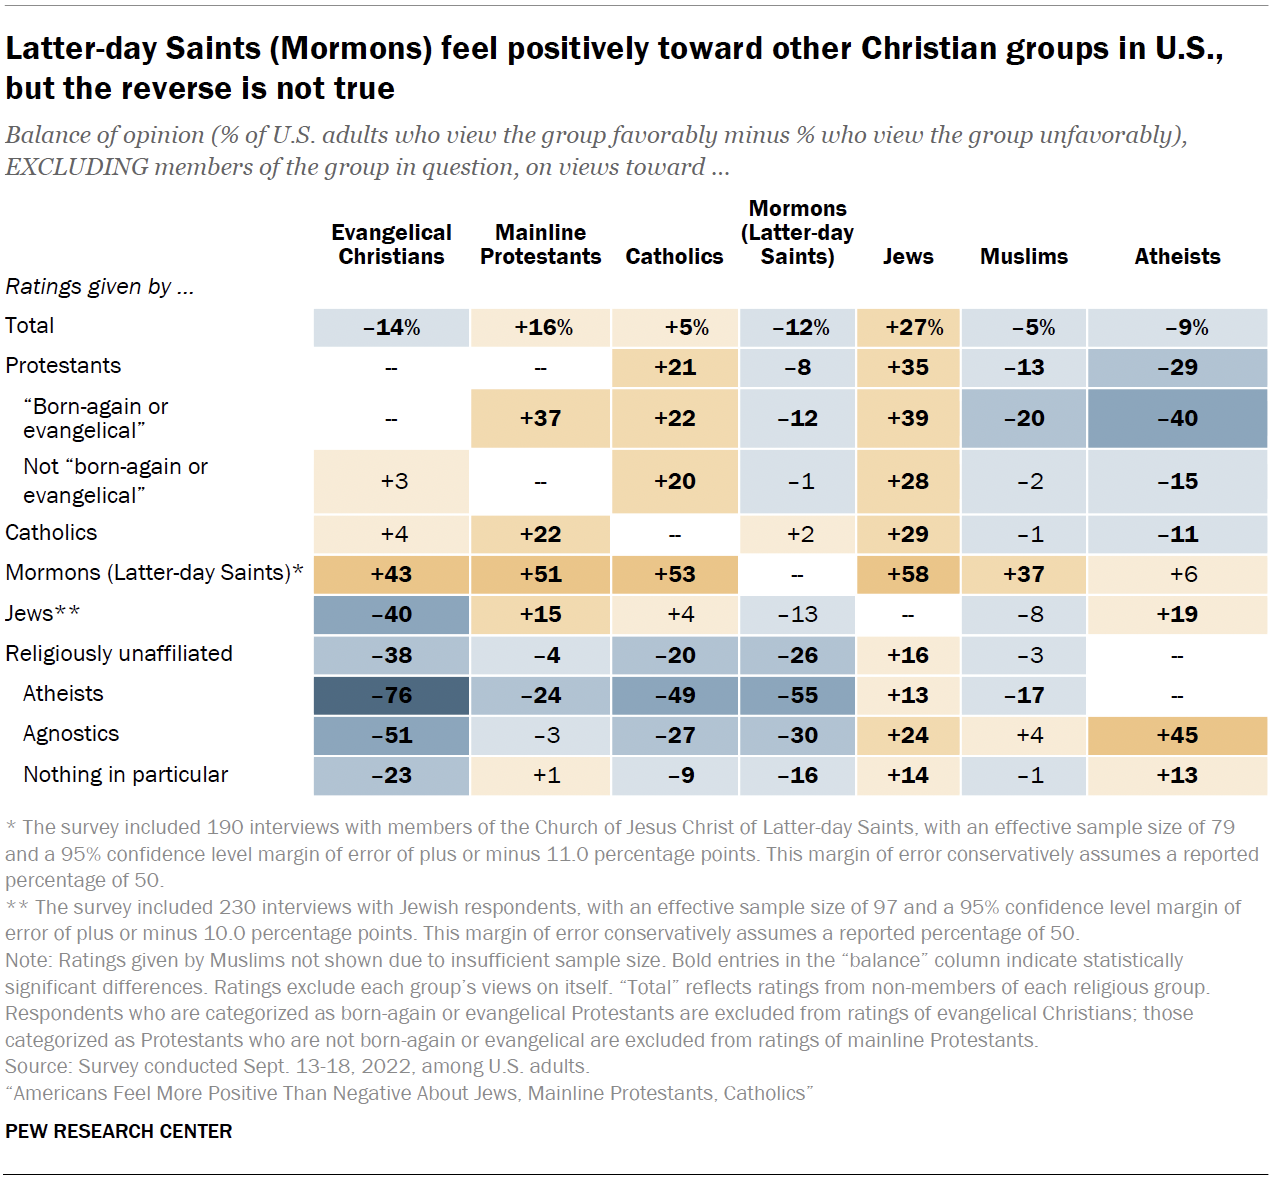 Latter-day Saints (Mormons) feel positively toward other Christian groups in U.S.,
but the reverse is not true
Balance of opinion (% of U.S. adults who view the group favorably minus % who view the group unfavorably),
EXCLUDING members of the group in question, on views toward ...
Evangelical Christians Mainline Protestants Catholics Mormons (Latter-day Saints) Jews Muslims Atheists
Ratings given by ...
Total –14% +16% +5% –12% +27% –5% –9%
Protestants -- -- +21 –8 +35 –13 –29
“Born-again or evangelical” -- +37 +22 –12 +39 –20 –40
Not “born-again or evangelical” +3 -- +20 –1 +28 –2 –15
Catholics +4 +22 -- +2 +29 –1 –11
Mormons (Latter-day Saints)* +43 +51 +53 -- +58 +37 +6
Jews** –40 +15 +4 –13 -- –8 +19
Religiously unaffiliated –38 –4 –20 –26 +16 –3 --
Atheists –76 –24 –49 –55 +13 –17 --
Agnostics –51 –3 –27 –30 +24 +4 +45
Nothing in particular –23 +1 –9 –16 +14 –1 +13
* The survey included 190 interviews with members of the Church of Jesus Christ of Latter-day Saints, with an effective sample size of 79
and a 95% confidence level margin of error of plus or minus 11.0 percentage points. This margin of error conservatively assumes a reported
percentage of 50.
** The survey included 230 interviews with Jewish respondents, with an effective sample size of 97 and a 95% confidence level margin of
error of plus or minus 10.0 percentage points. This margin of error conservatively assumes a reported percentage of 50.
Note: Ratings given by Muslims not shown due to insufficient sample size. Bold entries in the “balance” column indicate statistically
significant differences. Ratings exclude each group’s views on itself. “Total” reflects ratings from non-members of each religious group.
Respondents who are categorized as born-again or evangelical Protestants are excluded from ratings of evangelical Christians; those
categorized as Protestants who are not born-again or evangelical are excluded from ratings of mainline Protestants.
Source: Survey conducted Sept. 13-18, 2022, among U.S. adults.
“Americans Feel More Positive Than Negative About Jews, Mainline Protestants, Catholics”
PEW RESEARCH CENTER